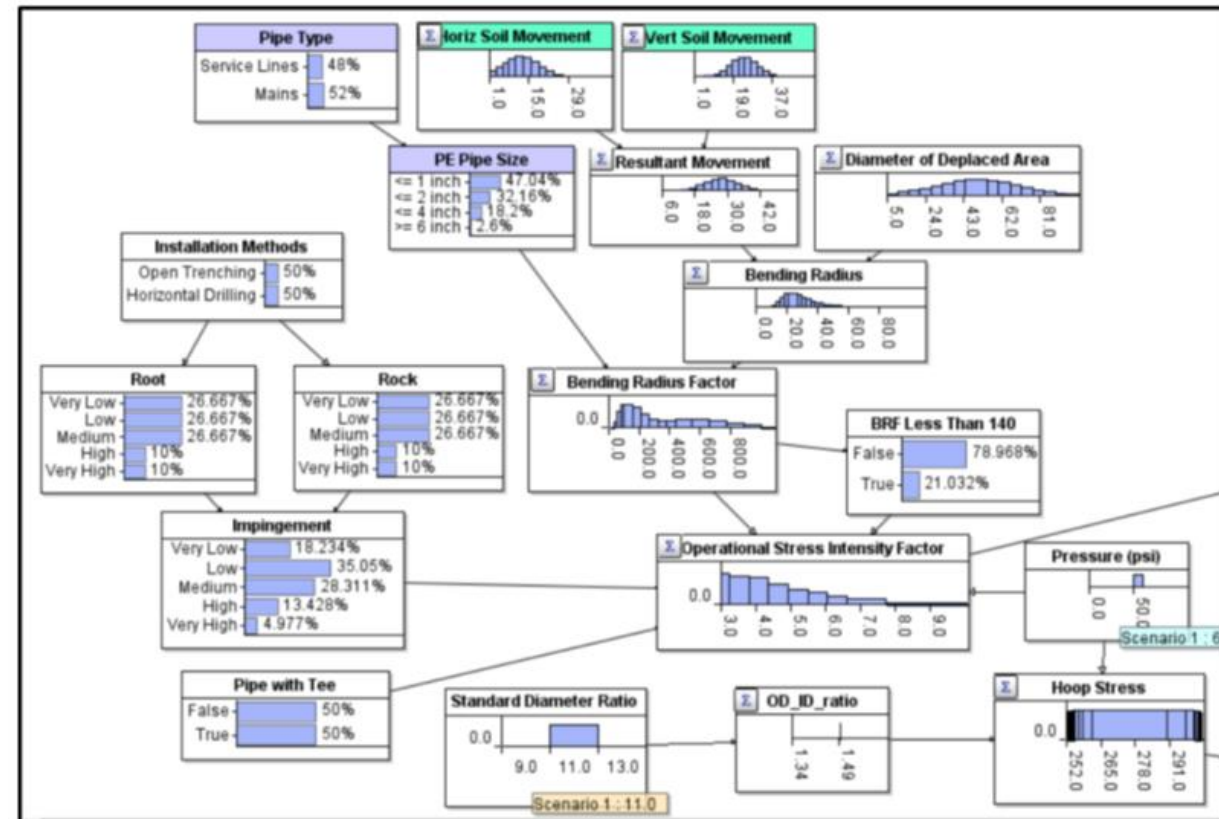 Pipe Type
Service Lines 48%
Mains 52%
Horiz Soil Movement
1.0 15.0 29.0
Vert Soil Movement
1.0 19.0 37.0
PE Pipe Size
<= 1 inch 47.04%
<= 2 inch 32.16%
<= 4 inch 18.2%
>= 6 inch 2.6%
Resultant Movement
6.0 18.0 30.0 42.0
Diameter of Deplaced Area
5.0 24.0 43.0 62.0 81.0
Installation Methods
Open Trenching 50%
Horizontal Drilling 50%
Bending Radius
0.0 20.0 40.0 60.0 80.0
Root
Very Low 26.667%
Low 26.667%
Medium 26.667%
High 10%
Very High 10%
Rock
Very Low 26.667%
Low 26.667%
Medium 26.667%
High 10%
Very High 10%
Bending Radius Factor
0.0
0.0 200.0 400.0 600.0 800.0
BRF Less Than 140
False 78.968%
True 21.032%
Impingement
Very Low 18.234%
Low 35.05%
Medium 28.311%
High 13.428%
Very High 4.977%
Operational Stress Intensity Factor
0.0
3.0 4.0 5.0 6.0 7.0 8.0 9.0
Pressure (psi)
0.0 50.0
Scenario 1 : 6
Pipe with Tee
False 50%
True 50%
Standard Diameter Ratio
0.0
9.0 11.0 13.0
Scenario 1 : 11.0
OD_ID_ratio
1.34 1.49
Hoop Stress
0.0
252.0 265.0 278.0 291.0